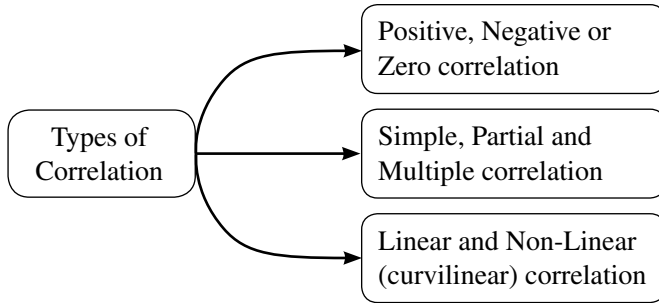 Types of
Correlation
Positive, Negative or
Zero correlation
Simple, Partial and
Multiple correlation
Linear and Non-Linear
(curvilinear) correlation